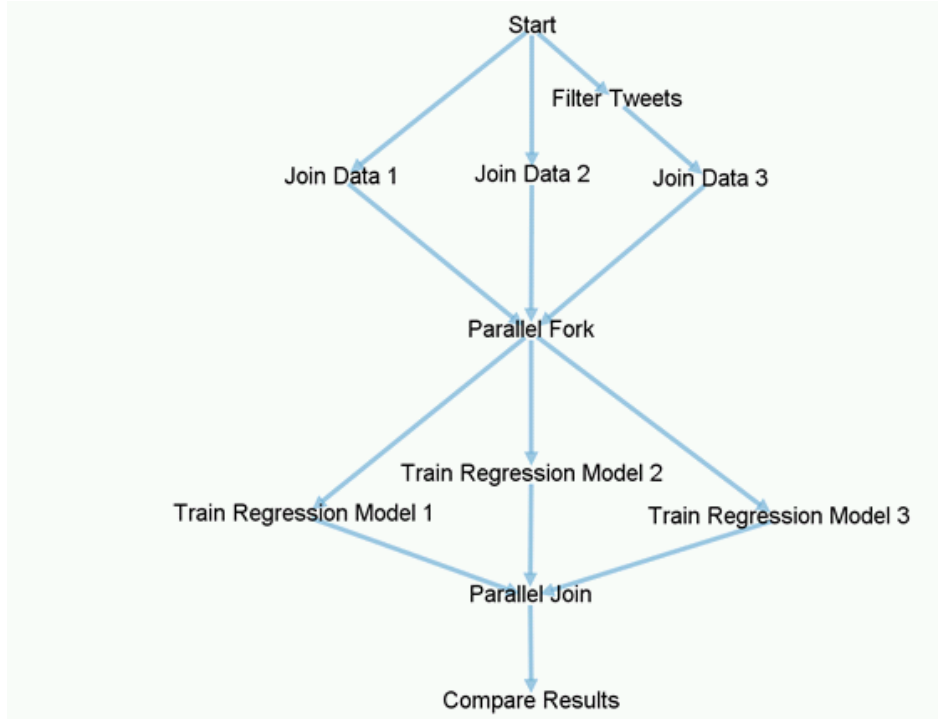 Start
Filter Tweets
Join Data 1
Join Data 2
Join Data 3
Parallel Fork
Train Regression Model 2
Train Regression Model 1
Train Regression Model 3
Parallel Join
Compare Results